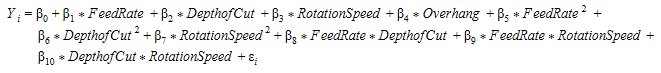 Y i = β0 + β1 * FeedRate + β2 * DepthofCut + β3 * RotationSpeed + β4 * Overhang + β5 * FeedRate ² +
β6 * DepthofCut ² + β7 * RotationSpeed ² + β8 * FeedRate * DepthofCut + β9 * FeedRate * RotationSpeed +
β10 * DepthofCut * RotationSpeed + εi